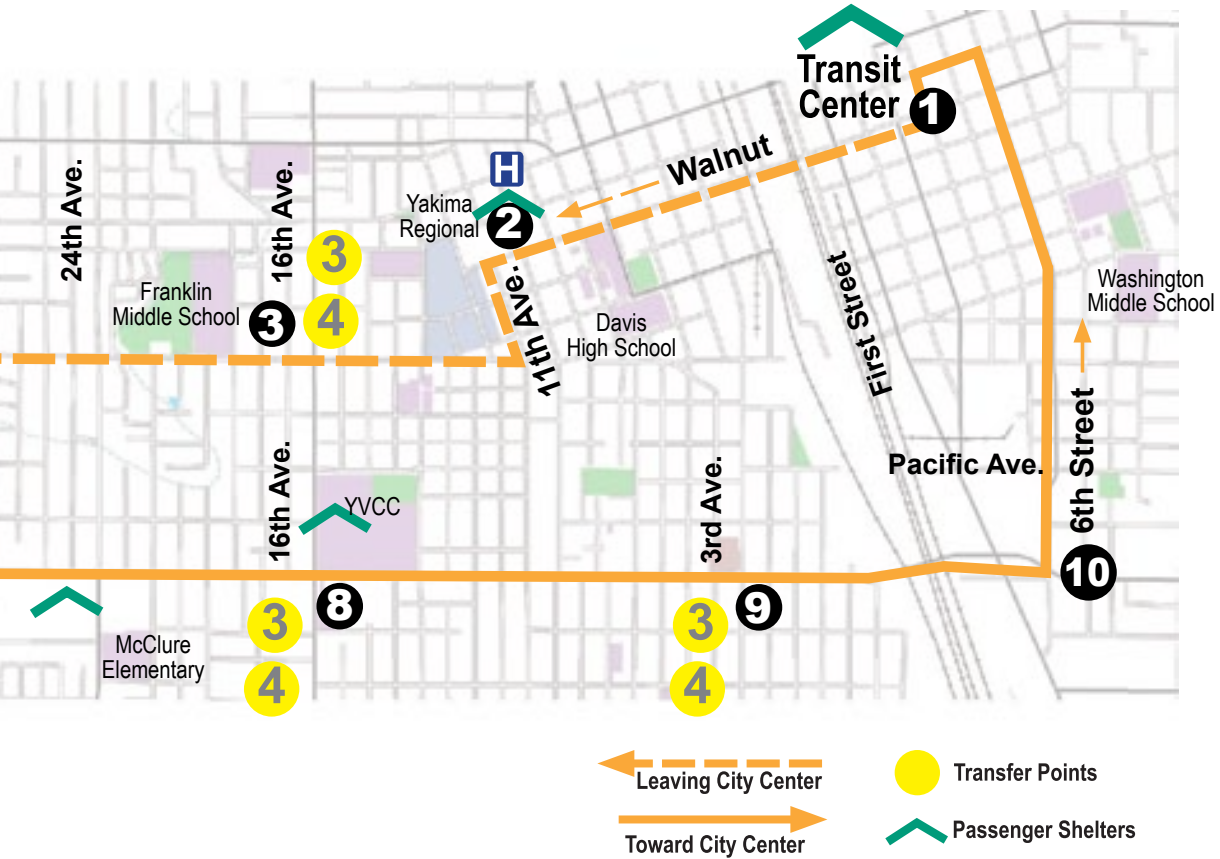 Transit
Center
1
Walnut
H
Yakima
Regional
2
24th Ave.
16th Ave.
3
4
Franklin
Middle School
3
11th Ave.
Davis
High School
First Street
Washington
Middle School
Pacific Ave.
6th Street
10
16th Ave.
YVCC
3rd Ave.
8
9
3
4
3
4
McClure
Elementary
Leaving City Center
Toward City Center
Transfer Points
Passenger Shelters